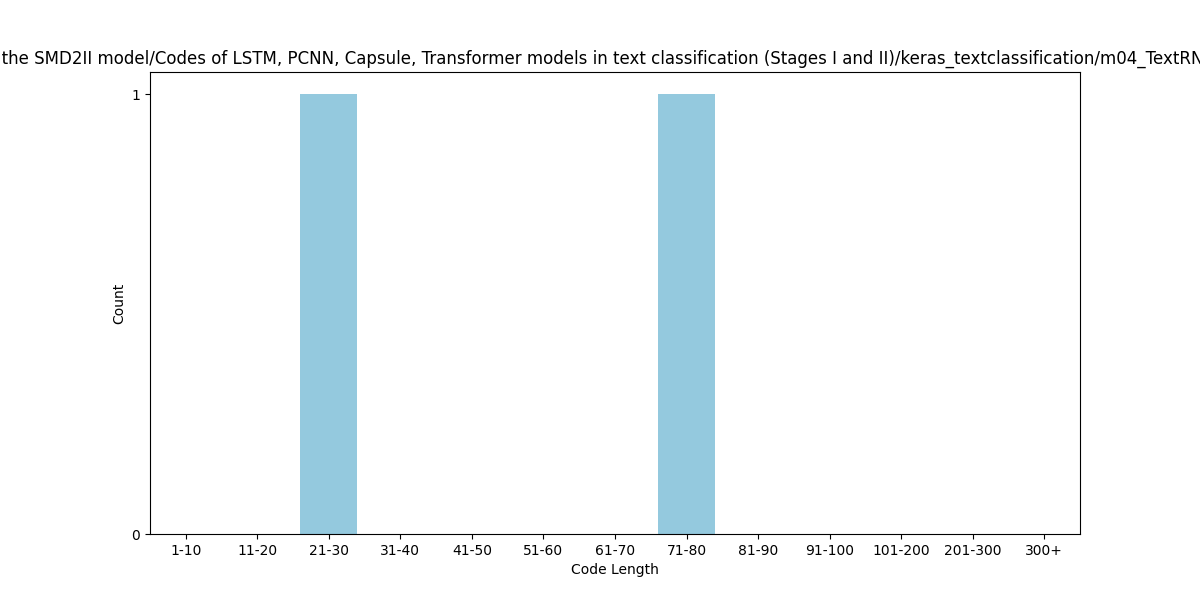 the SMD2II model/Codes of LSTM, PCNN, Capsule, Transformer models in text classification (Stages I and II)/keras_textclassification/m04_TextRN
1
0
Count
1-10 11-20 21-30 31-40 41-50 51-60 61-70 71-80 81-90 91-100 101-200 201-300 300+
Code Length